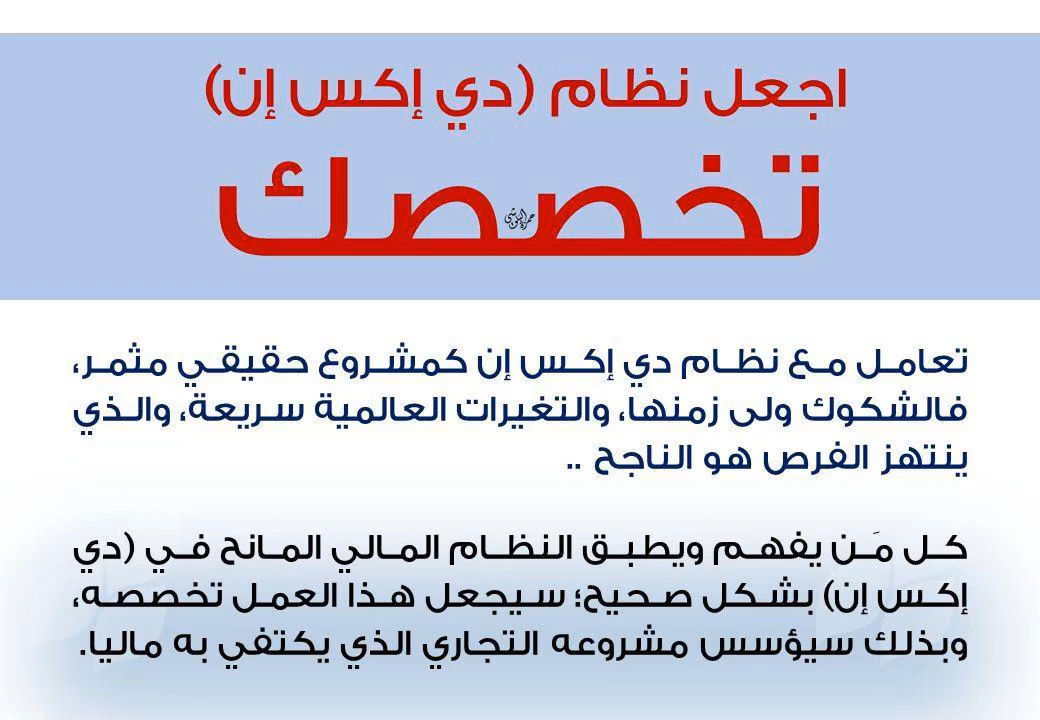 اجعل نظام (دي إكس إن)
تخصصك
تعامل مع نظام دي إكس إن كمشروع حقيقي مثمر،
فالشكوك ولى زمنها، والتغيرات العالمية سريعة، والذي
ينتهز الفرص هو الناجح ..
كل مَن يفهم ويطبق النظام المالي المانح في (دي
إكس إن) بشكل صحيح؛ سيجعل هذا العمل تخصصه،
وبذلك سيؤسس مشروعه التجاري الذي يكتفي به ماليا.